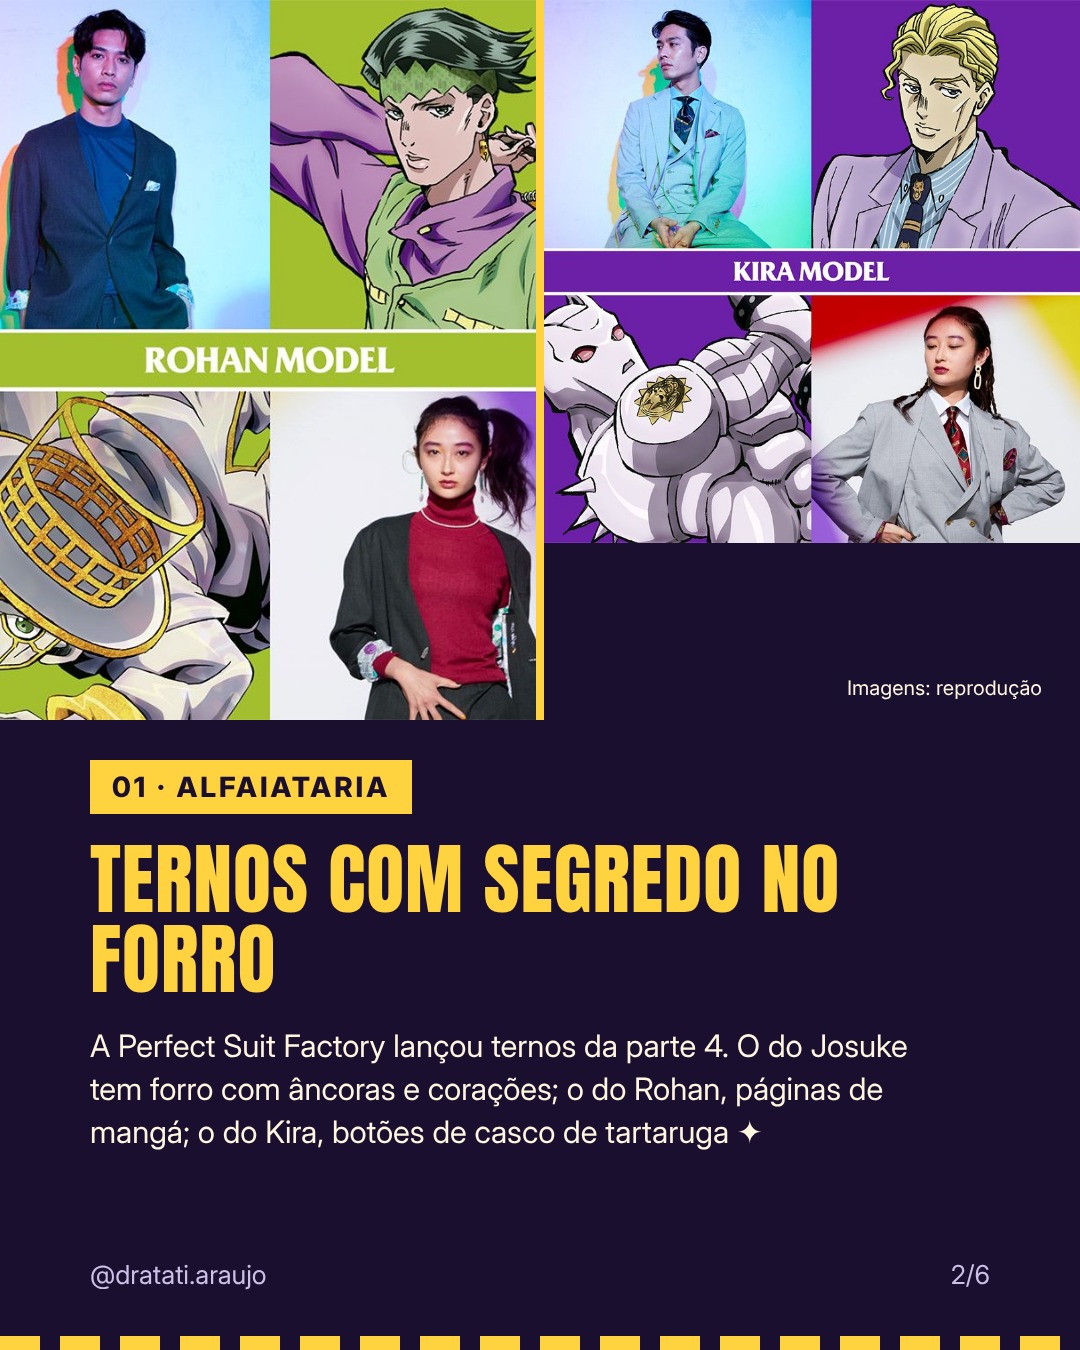 ROHAN MODEL
KIRA MODEL
Imagens: reprodução
01 · ALFAIATARIA
TERNOS COM SEGREDO NO
FORRO
A Perfect Suit Factory lançou ternos da parte 4. O do Josuke
tem forro com âncoras e corações; o do Rohan, páginas de
mangá; o do Kira, botões de casco de tartaruga ✦
@dratati.araujo
2/6